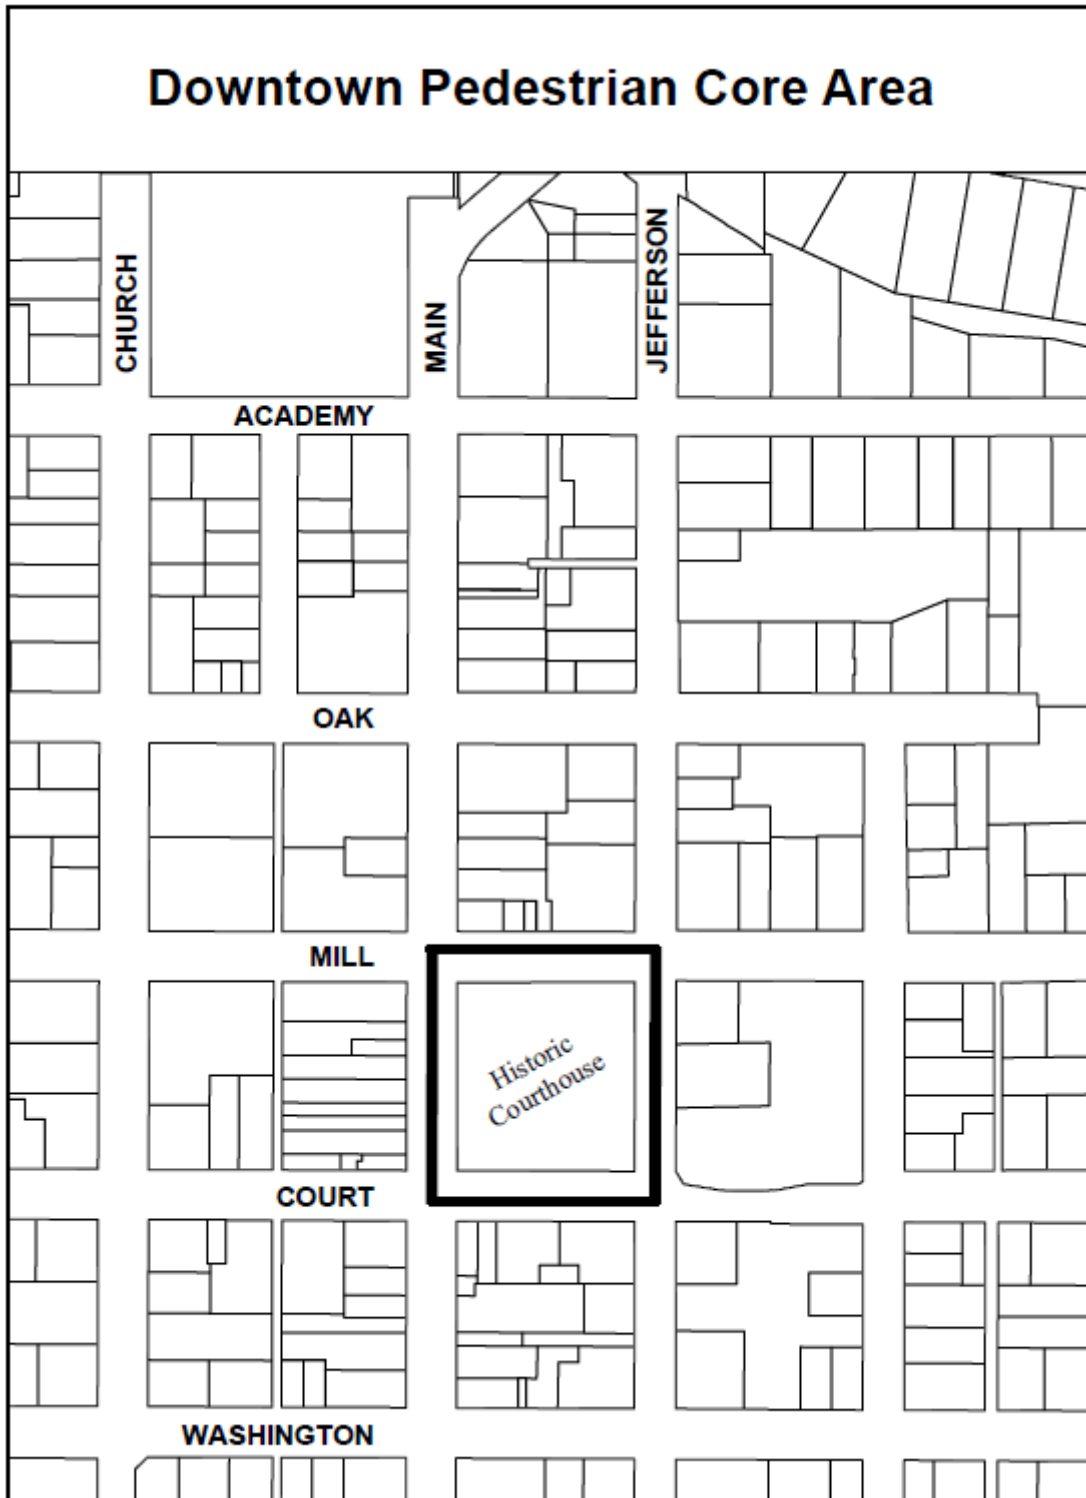 Downtown Pedestrian Core Area
CHURCH
MAIN
JEFFERSON
ACADEMY
OAK
MILL
Historic
Courthouse
COURT
WASHINGTON